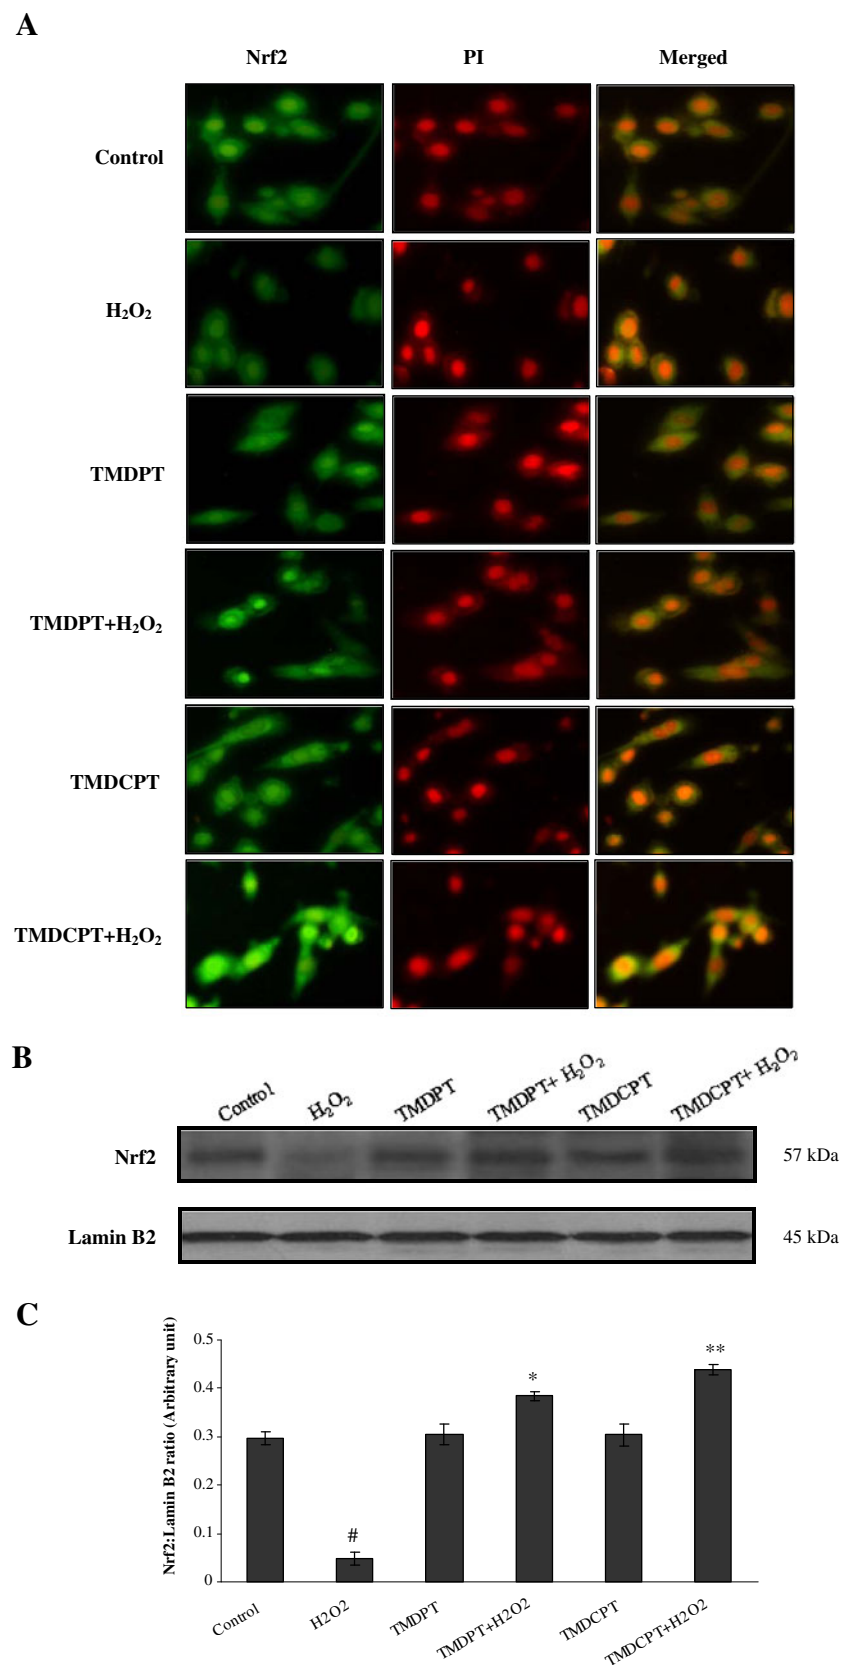 A
Nrf2 PI Merged
Control
H₂O₂
TMDPT
TMDPT+H₂O₂
TMDCPT
TMDCPT+H₂O₂
B
Control H₂O₂ TMDPT TMDPT+ H₂O₂ TMDCPT TMDCPT+ H₂O₂
Nrf2 57 kDa
Lamin B2 45 kDa
C
Nrf2:Lamin B2 ratio (Arbitrary unit)
0.5
0.4
0.3
0.2
0.1
0
# * **
Control H2O2 TMDPT TMDPT+H2O2 TMDCPT TMDCPT+H2O2